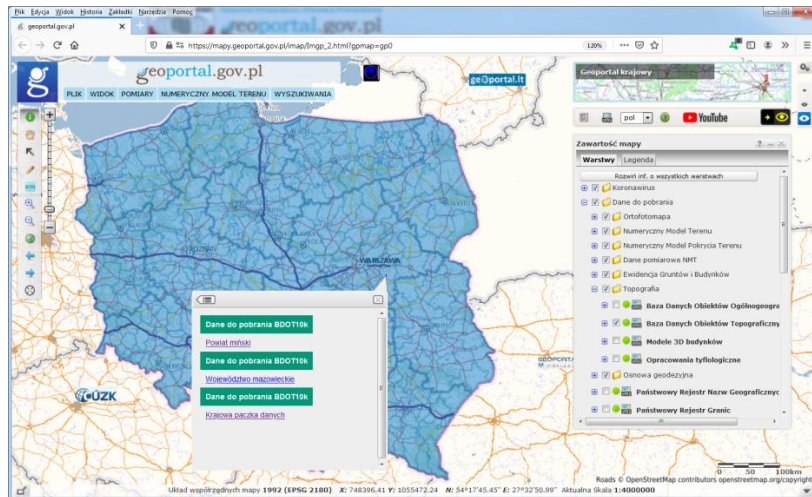 Plik Edycja Widok Historia Zakładki Narzędzia Pomoc
geoportal.gov.pl
geoportal.gov.pl
https://mapy.geoportal.gov.pl/imap/Imgp_2.html?gpmap=gp0
120%
geoportal.gov.pl
PLIK WIDOK POMIARY NUMERYCZNY MODEL TERENU WYSZUKIWANIA
ge@portal.lt
Geoportal krajowy
pol
YouTube
Zawartość mapy
Warstwy Legenda
Rozwiń inf. o wszystkich warstwach
Koronawirus
Dane do pobrania
Ortofotomapa
Numeryczny Model Terenu
Numeryczny Model Pokrycia Terenu
Dane pomiarowe NMT
Ewidencja Gruntów i Budynków
Topografia
Baza Danych Obiektów Ogólnogeogra
Baza Danych Obiektów Topograficzny
Modele 3D budynków
Opracowania tyflologiczne
Osnowa geodezyjna
Państwowy Rejestr Nazw Geograficznyc
Państwowy Rejestr Granic
POZNAŃ
WARSZAWA
Dane do pobrania BDOT10k
Powiat miński
Dane do pobrania BDOT10k
Województwo mazowieckie
Dane do pobrania BDOT10k
Krajowa paczka danych
ČÚZK
GEOPORTA
0 50 100km
Roads © OpenStreetMap contributors openstreetmap.org/copyright
Układ współrzędnych mapy 1992 (EPSG 2180) X: 748396.41 Y: 1055472.24 N: 54°17'45.45" E: 27°32'50.99" Aktualna Skala 1:4000000